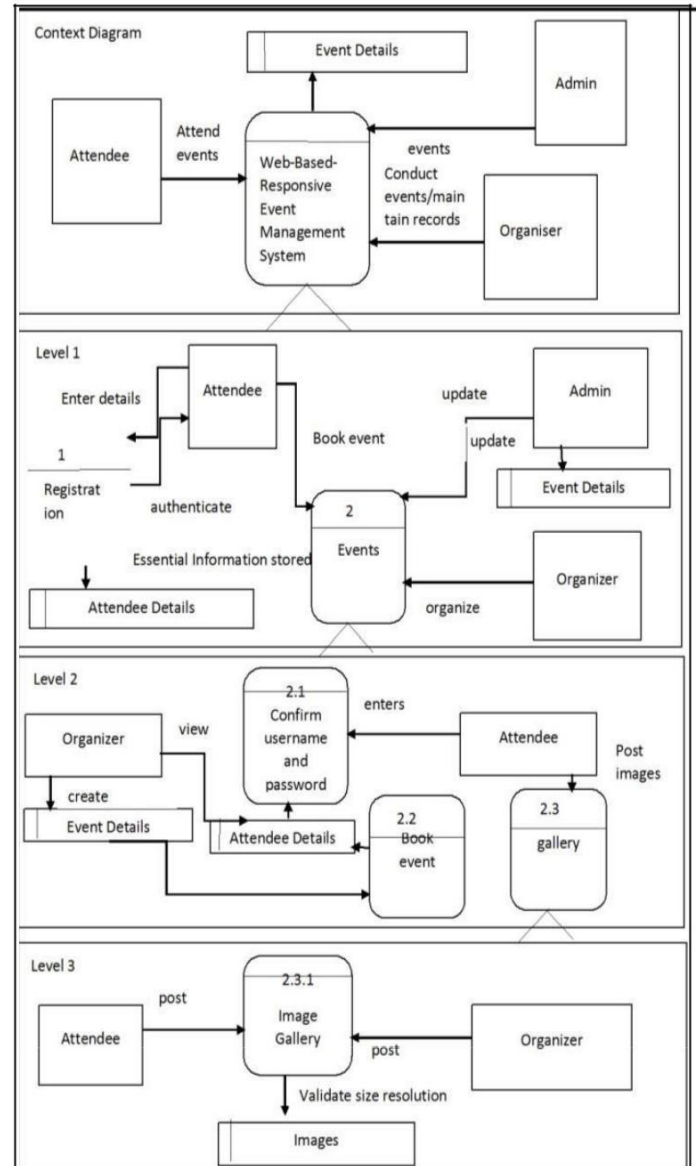 Context Diagram
Event Details
Admin
Attendee
Attend
events
Web-Based-
Responsive
Event
Management
System
events
Conduct
events/main
tain records
Organiser
Level 1
Enter details
Attendee
update
Admin
1
Registrat
ion
authenticate
Book event
update
Event Details
2
Events
Essential Information stored
Attendee Details
organize
Organizer
Level 2
Organizer
view
2.1
Confirm
username
and
password
enters
Attendee
Post
images
create
Event Details
Attendee Details
2.2
Book
event
2.3
gallery
Level 3
Attendee
post
2.3.1
Image
Gallery
post
Organizer
Validate size resolution
Images